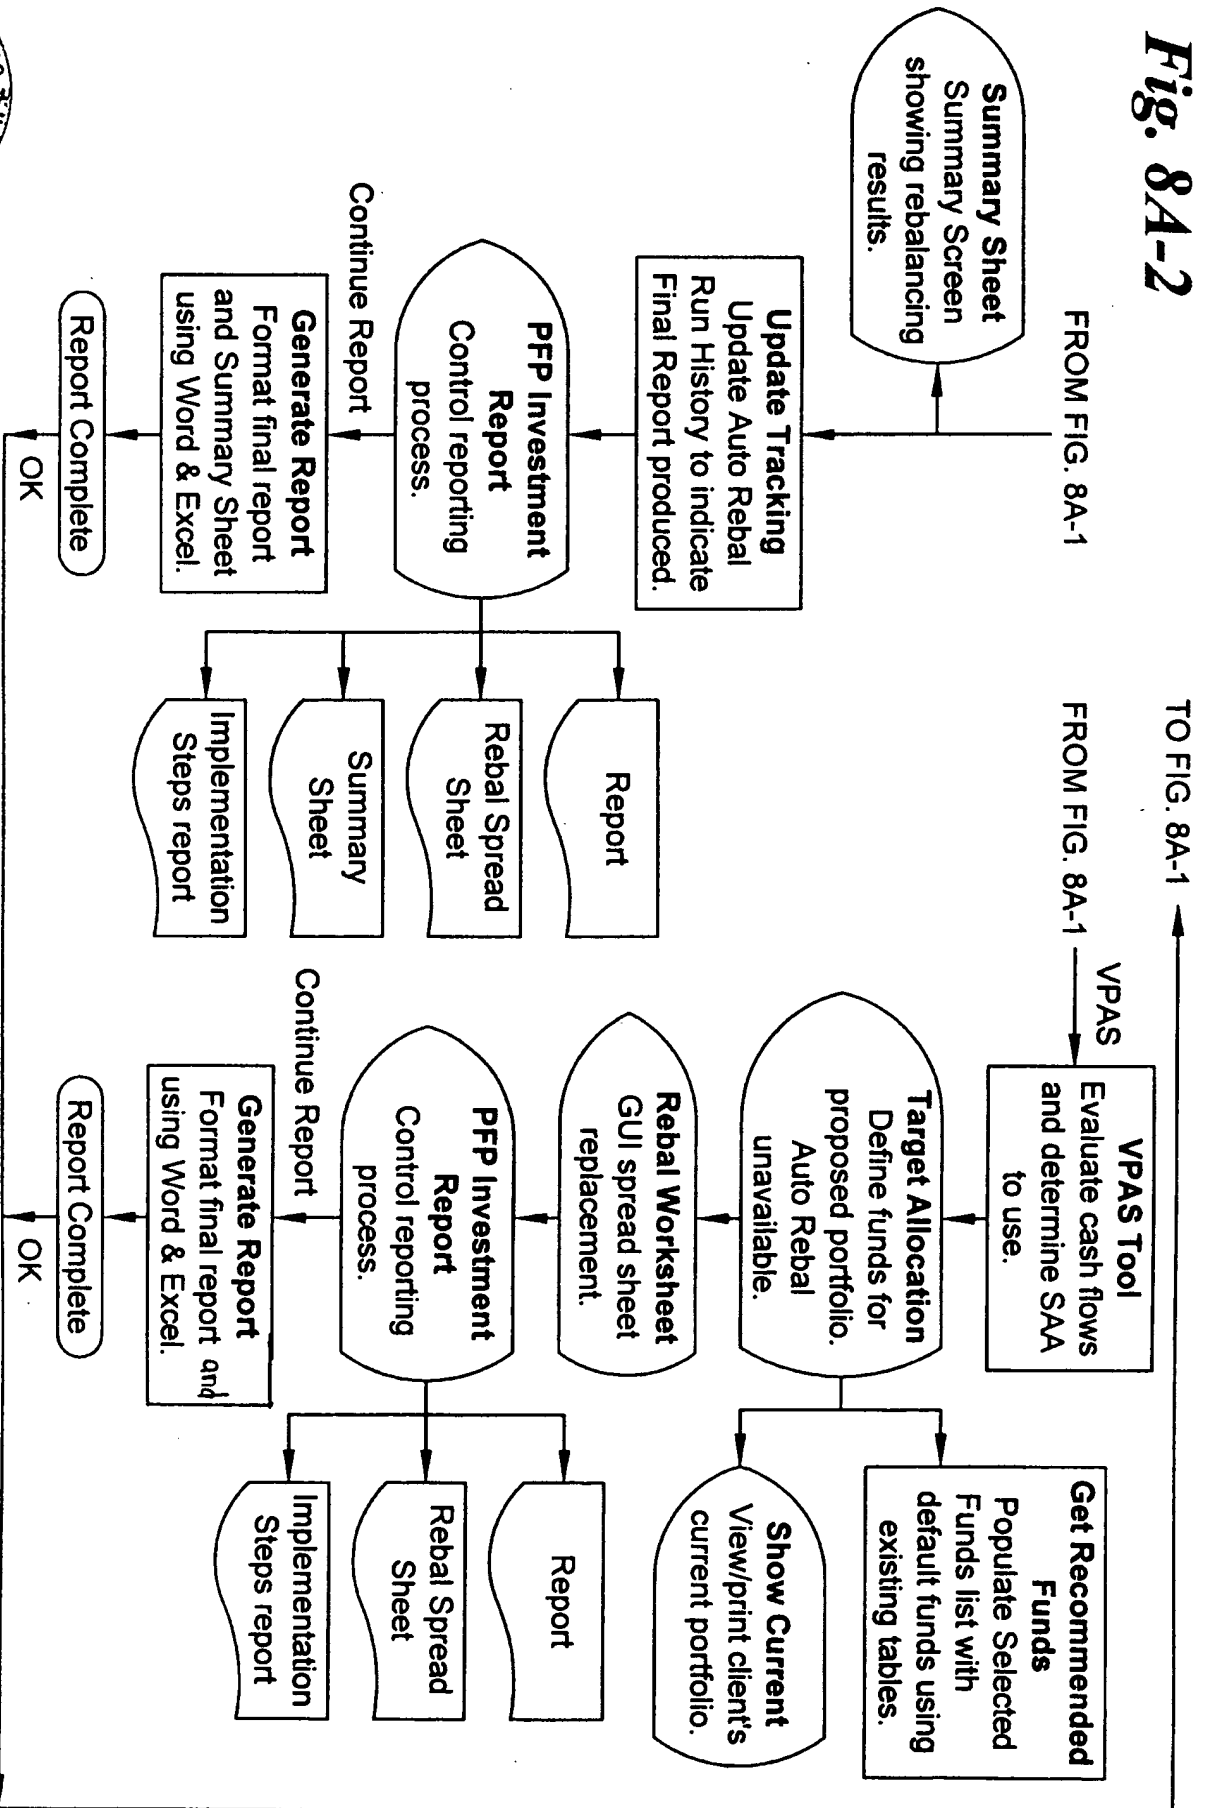 Fig. 8A-2
FROM FIG. 8A-1
Summary Sheet
Summary Screen
showing rebalancing
results.
Update Tracking
Update Auto Rebal
Run History to indicate
Final Report produced.
PFP Investment
Report
Control reporting
process.
Continue Report
Generate Report
Format final report
and Summary Sheet
using Word & Excel.
Report Complete
OK
Report
Rebal Spread
Sheet
Summary
Sheet
Implementation
Steps report
TO FIG. 8A-1
FROM FIG. 8A-1
VPAS
VPAS Tool
Evaluate cash flows
and determine SAA
to use.
Target Allocation
Define funds for
proposed portfolio.
Auto Rebal
unavailable.
Rebal Worksheet
GUI spread sheet
replacement.
PFP Investment
Report
Control reporting
process.
Continue Report
Generate Report
Format final report and
using Word & Excel.
Report Complete
OK
Get Recommended
Funds
Populate Selected
Funds list with
default funds using
existing tables.
Show Current
View/print client's
current portfolio.
Report
Rebal Spread
Sheet
Implementation
Steps report